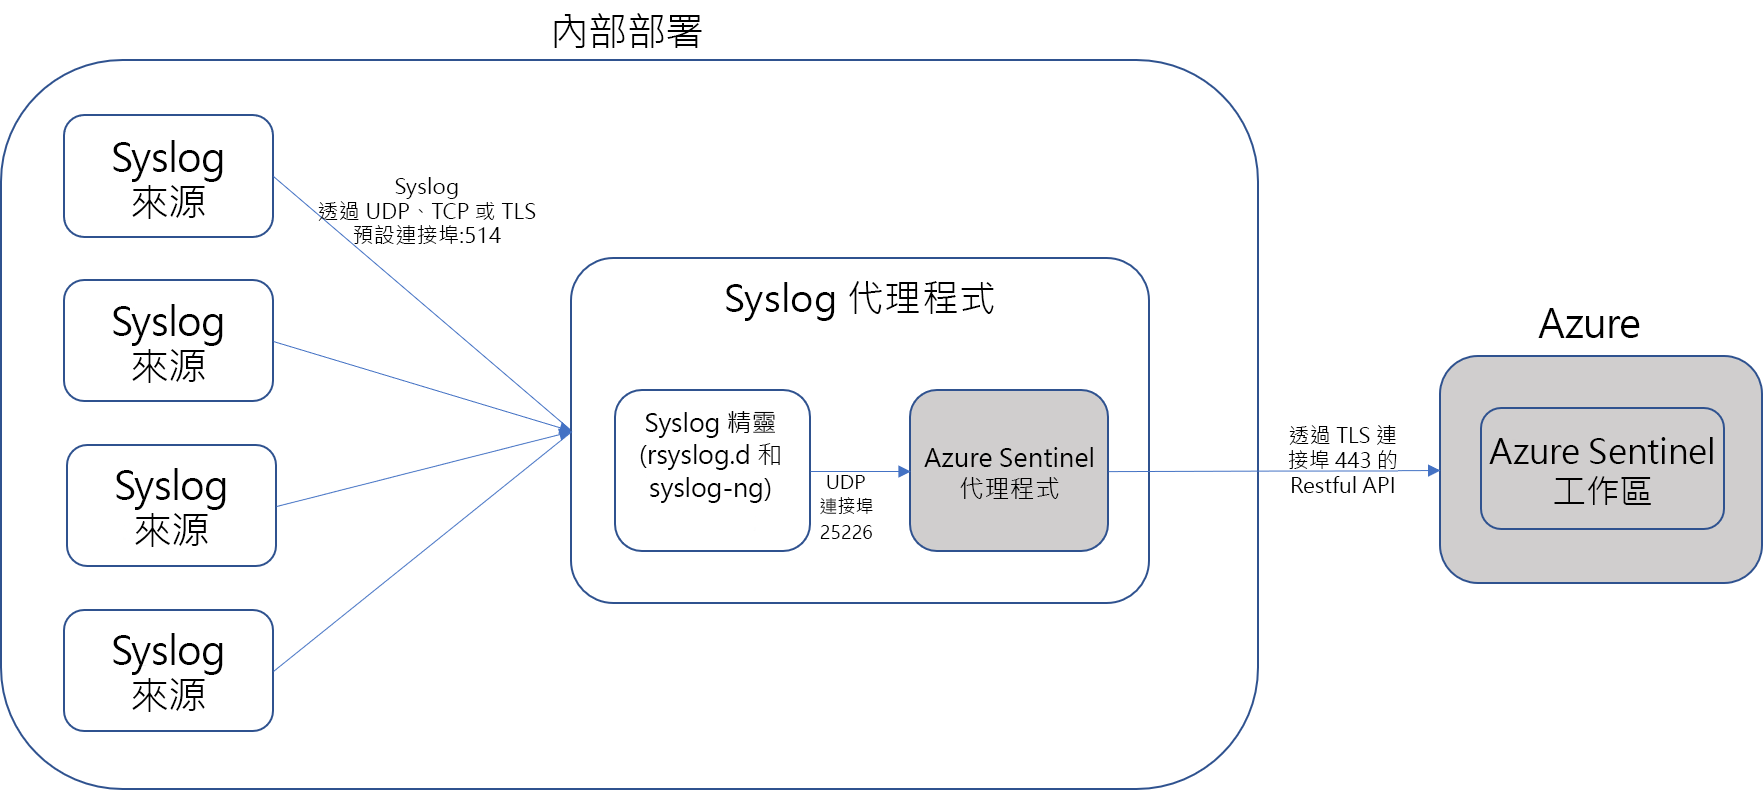 內部部署
Syslog
來源
Syslog
透過 UDP、TCP 或 TLS
預設連接埠:514
Syslog
來源
Syslog
來源
Syslog
來源
Syslog 代理程式
Syslog 精靈
(rsyslog.d 和
syslog-ng)
UDP
連接埠
25226
Azure Sentinel
代理程式
透過 TLS 連
接埠 443 的
Restful API
Azure
Azure Sentinel
工作區